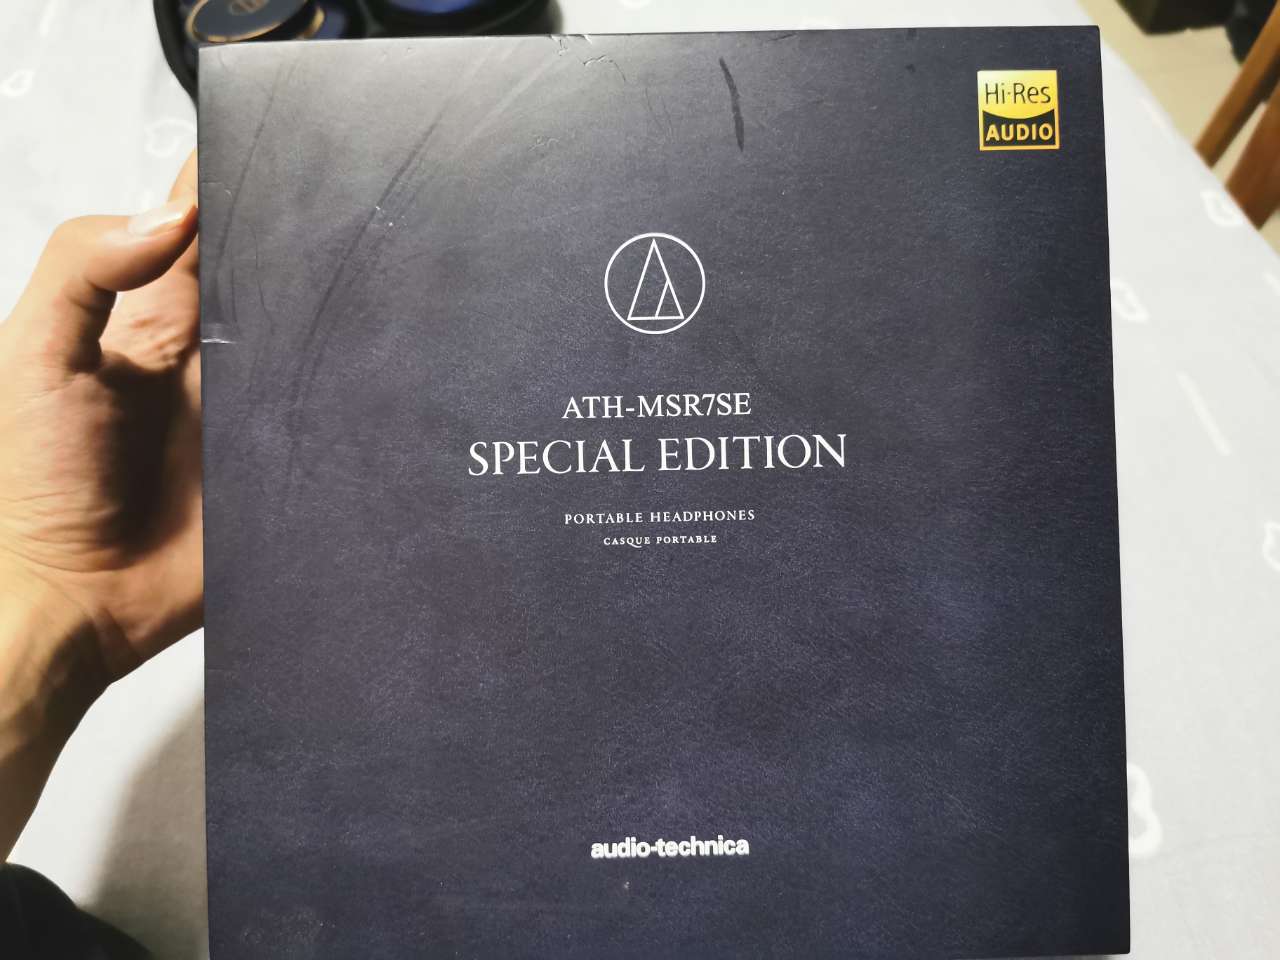 Hi-Res
AUDIO
ATH-MSR7SE
SPECIAL EDITION
PORTABLE HEADPHONES
CASQUE PORTABLE
audio-technica